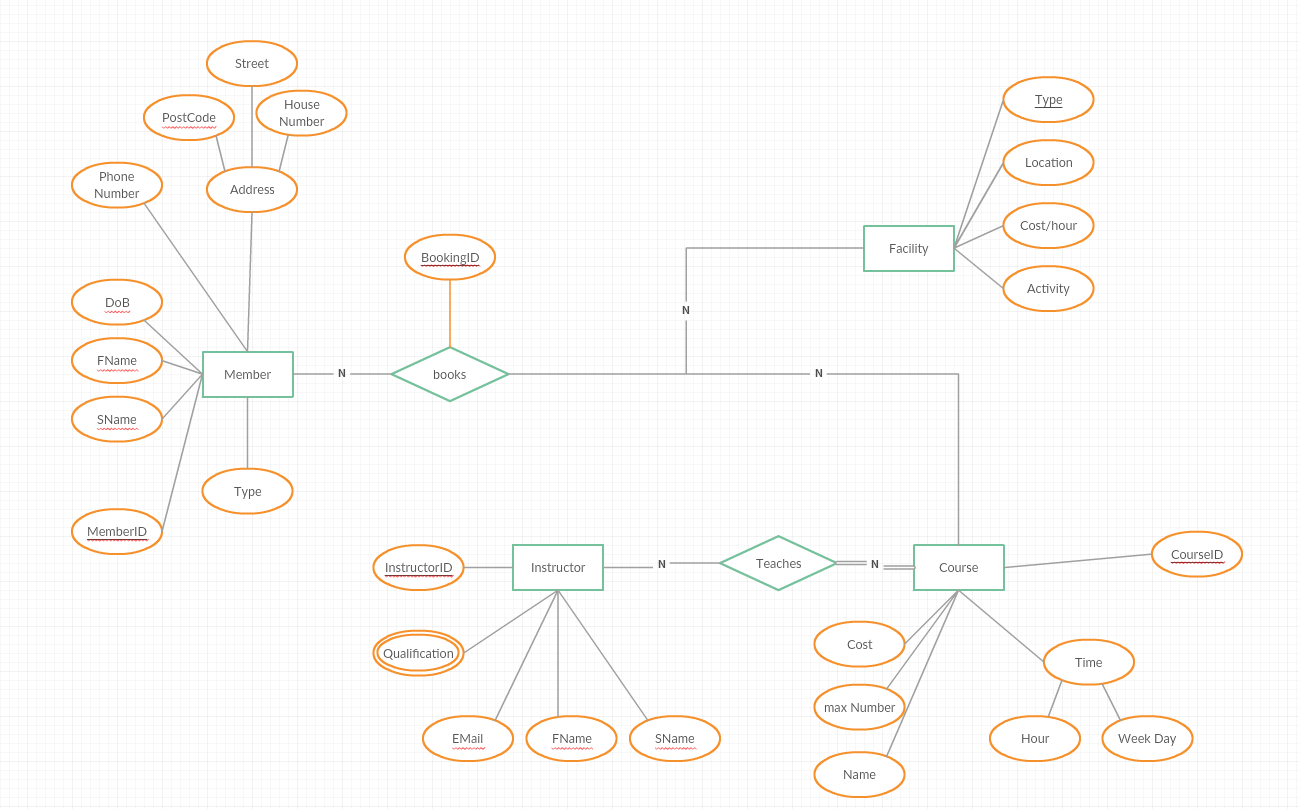 Street
PostCode
House
Number
Phone
Number
Address
Type
Location
Cost/hour
Activity
Facility
BookingID
DoB
FName
SName
MemberID
Member
Type
N
books
N
N
InstructorID
Instructor
N
Teaches
N
Course
CourseID
Qualification
EMail
FName
SName
Cost
max Number
Name
Time
Hour
Week Day